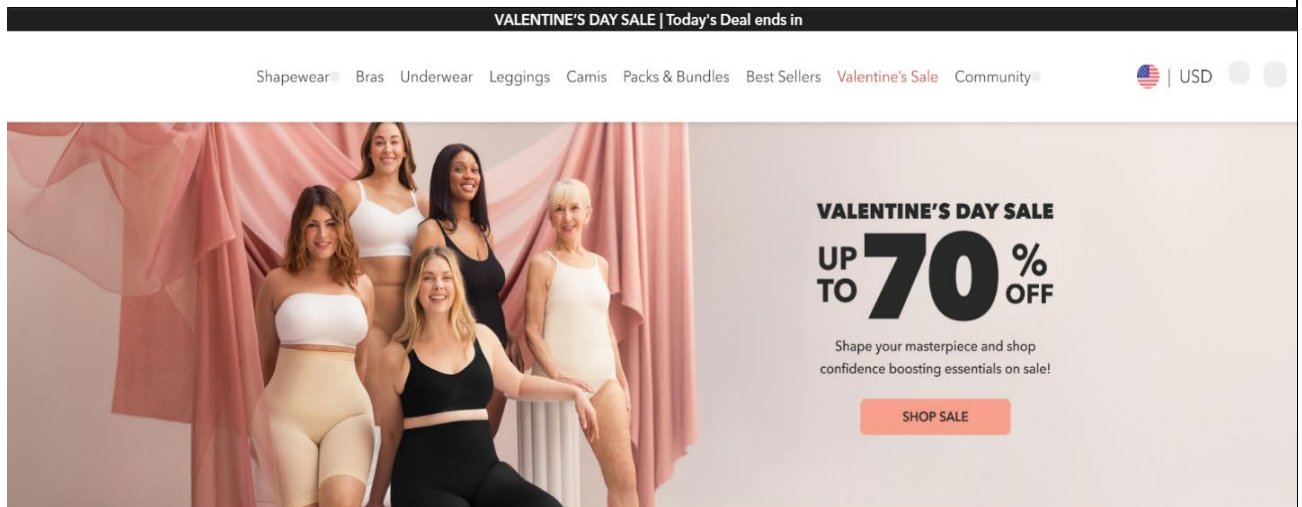 VALENTINE'S DAY SALE | Today's Deal ends in
Shapewear Bras Underwear Leggings Camis Packs & Bundles Best Sellers Valentine's Sale Community | USD
VALENTINE'S DAY SALE
UP TO 70% OFF
Shape your masterpiece and shop
confidence boosting essentials on sale!
SHOP SALE